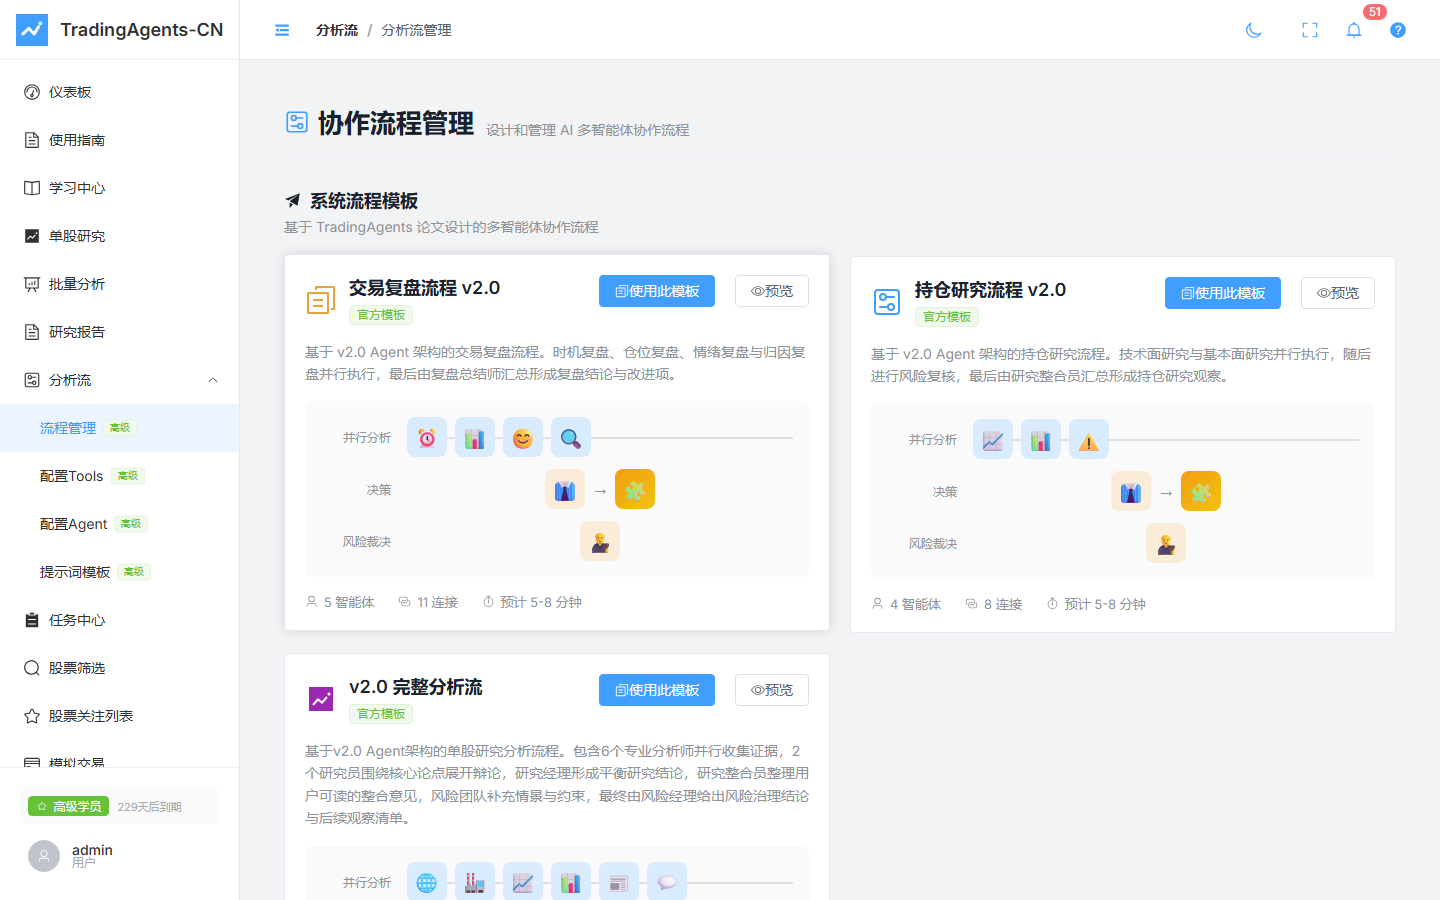 TradingAgents-CN
分析流 / 分析流管理
51
仪表板
使用指南
学习中心
单股研究
批量分析
研究报告
分析流
流程管理 高级
配置Tools 高级
配置Agent 高级
提示词模板 高级
任务中心
股票筛选
股票关注列表
模拟交易
高级学员 229天后到期
admin
用户
协作流程管理 设计和管理 AI 多智能体协作流程
系统流程模板
基于 TradingAgents 论文设计的多智能体协作流程
交易复盘流程 v2.0
官方模板
使用此模板
预览
基于 v2.0 Agent 架构的交易复盘流程。时机复盘、仓位复盘、情绪复盘与归因复
盘并行执行，最后由复盘总结师汇总形成复盘结论与改进项。
并行分析
决策
→
风险裁决
5 智能体 11 连接 预计 5-8 分钟
持仓研究流程 v2.0
官方模板
使用此模板
预览
基于 v2.0 Agent 架构的持仓研究流程。技术面研究与基本面研究并行执行，随后
进行风险复核，最后由研究整合员汇总形成持仓研究观察。
并行分析
决策
→
风险裁决
4 智能体 8 连接 预计 5-8 分钟
v2.0 完整分析流
官方模板
使用此模板
预览
基于v2.0 Agent架构的单股研究分析流程。包含6个专业分析师并行收集证据，2
个研究员围绕核心论点展开辩论，研究经理形成平衡研究结论，研究整合员整理用
户可读的整合意见，风险团队补充情景与约束，最终由风险经理给出风险治理结论
与后续观察清单。
并行分析